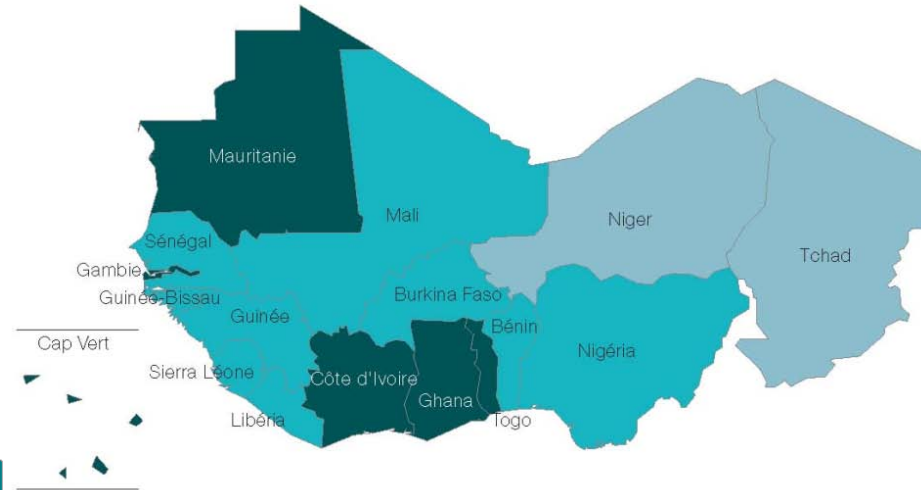 Mauritanie
Mali
Niger
Tchad
Sénégal
Gambie
Guinée-Bissau
Guinée
Burkina Faso
Bénin
Nigéria
Cap Vert
Sierra Léone
Côte d'Ivoire
Ghana
Libéria
Togo